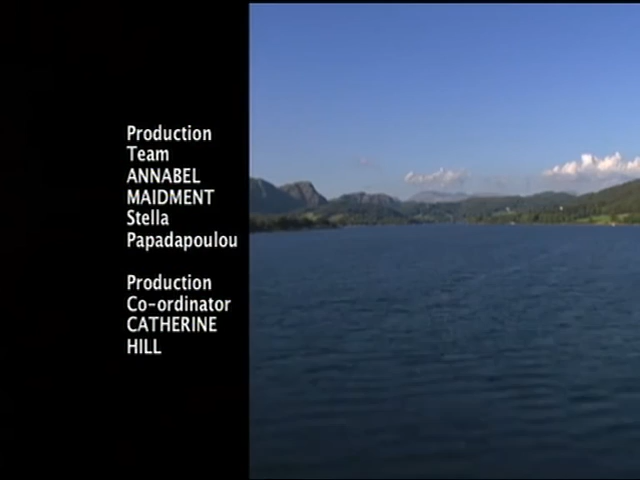 Production
Team
ANNABEL
MAIDMENT
Stella
Papadapoulou
Production
Co-ordinator
CATHERINE
HILL